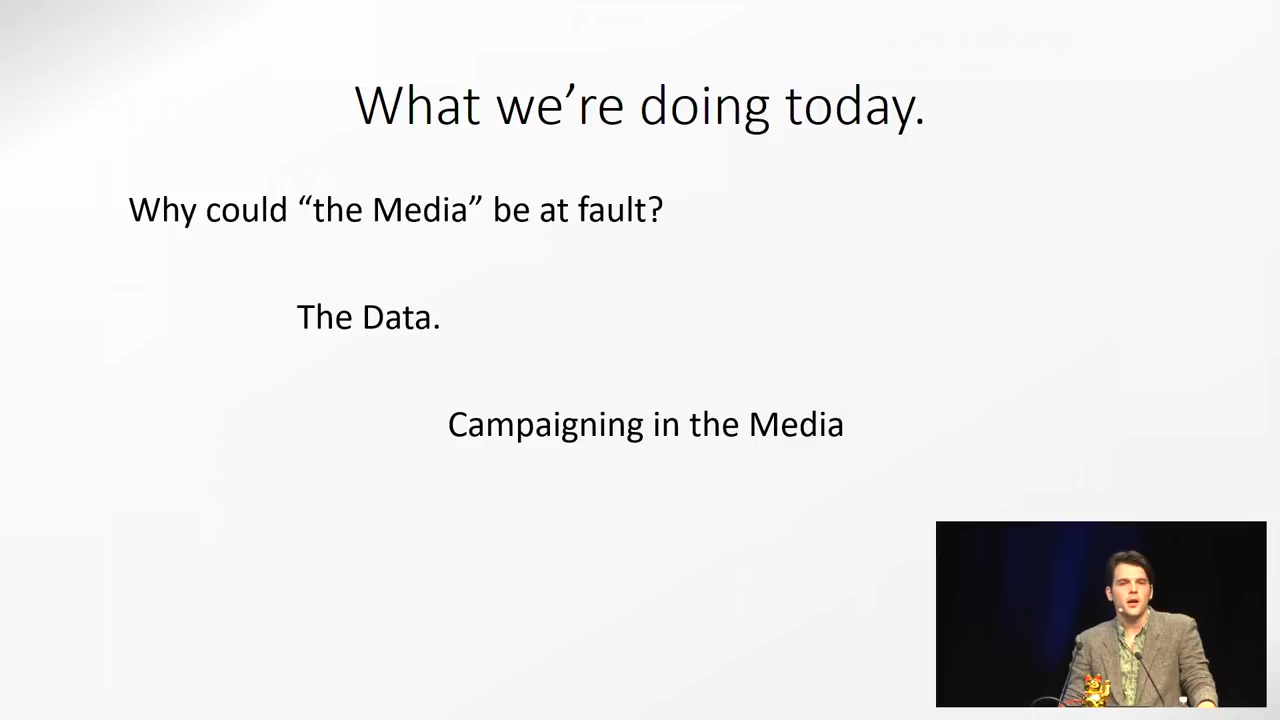 What we’re doing today.
Why could “the Media” be at fault?
The Data.
Campaigning in the Media